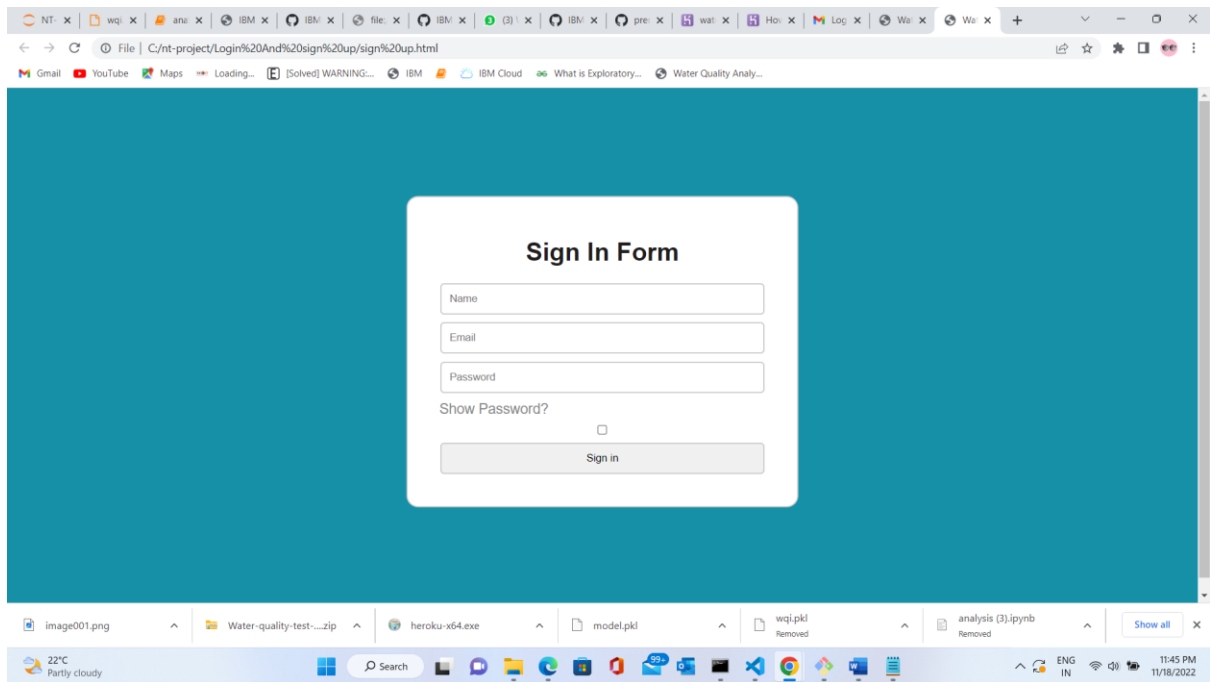 NT- wqi ana IBM IBM file: IBM (3) \ IBM pre wat Hov Log Wat Wat
File C:/nt-project/Login%20And%20sign%20up/sign%20up.html
Gmail YouTube Maps Loading... [Solved] WARNING:... IBM IBM Cloud What is Exploratory... Water Quality Analy...
Sign In Form
Name
Email
Password
Show Password?
Sign in
image001.png Water-quality-test-....zip heroku-x64.exe model.pkl wqi.pkl analysis (3).ipynb Show all
Removed Removed
22°C Search 99+ ENG 11:45 PM
Partly cloudy IN 11/18/2022